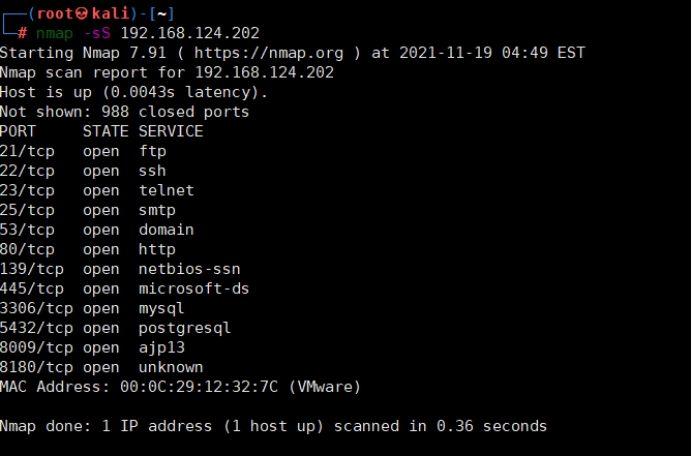 ┌──(root💀kali)-[~]
└─# nmap -sS 192.168.124.202
Starting Nmap 7.91 ( https://nmap.org ) at 2021-11-19 04:49 EST
Nmap scan report for 192.168.124.202
Host is up (0.0043s latency).
Not shown: 988 closed ports
PORT     STATE SERVICE
21/tcp   open  ftp
22/tcp   open  ssh
23/tcp   open  telnet
25/tcp   open  smtp
53/tcp   open  domain
80/tcp   open  http
139/tcp  open  netbios-ssn
445/tcp  open  microsoft-ds
3306/tcp open  mysql
5432/tcp open  postgresql
8009/tcp open  ajp13
8180/tcp open  unknown
MAC Address: 00:0C:29:12:32:7C (VMware)
Nmap done: 1 IP address (1 host up) scanned in 0.36 seconds